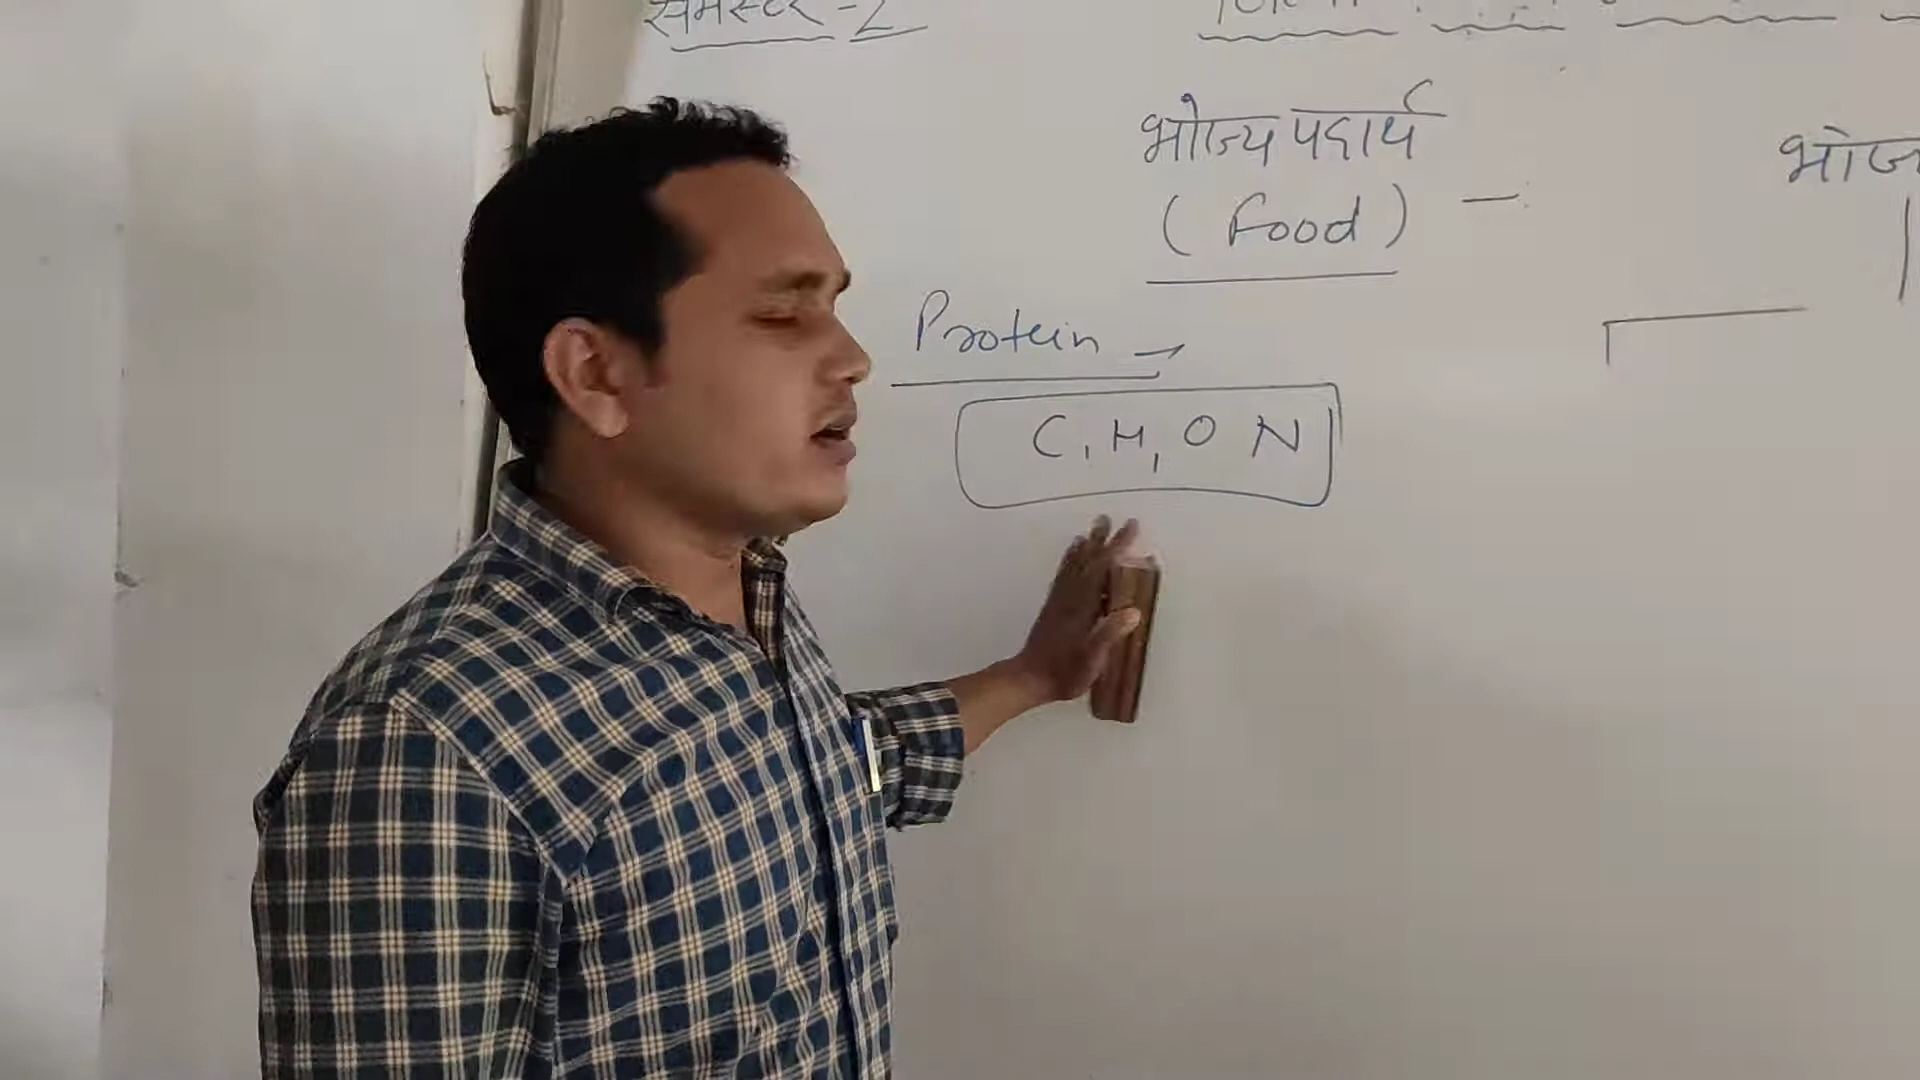 सेमेस्टर - 2
भोज्य पदार्थ
( Food ) -
Protein →
C, H, O N